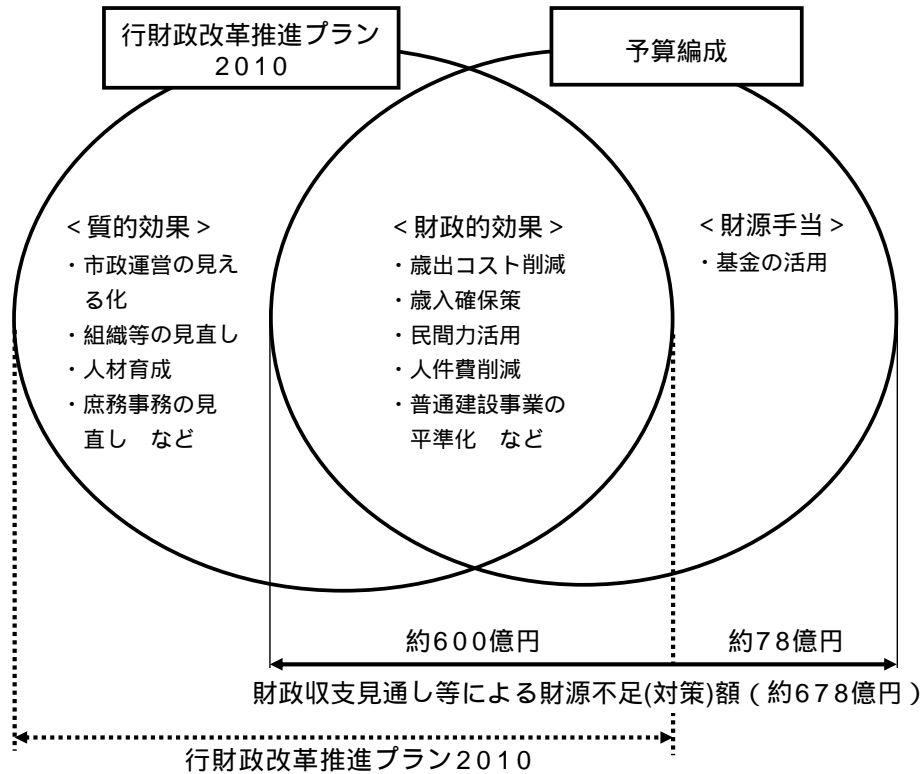 行財政改革推進プラン
2010
予算編成
<質的効果>
・市政運営の見え
る化
・組織等の見直し
・人材育成
・庶務事務の見
直し　など
<財政的効果>
・歳出コスト削減
・歳入確保策
・民間力活用
・人件費削減
・普通建設事業の
平準化　など
<財源手当>
・基金の活用
約600億円
約78億円
財政収支見通し等による財源不足(対策)額（約678億円）
行財政改革推進プラン2010